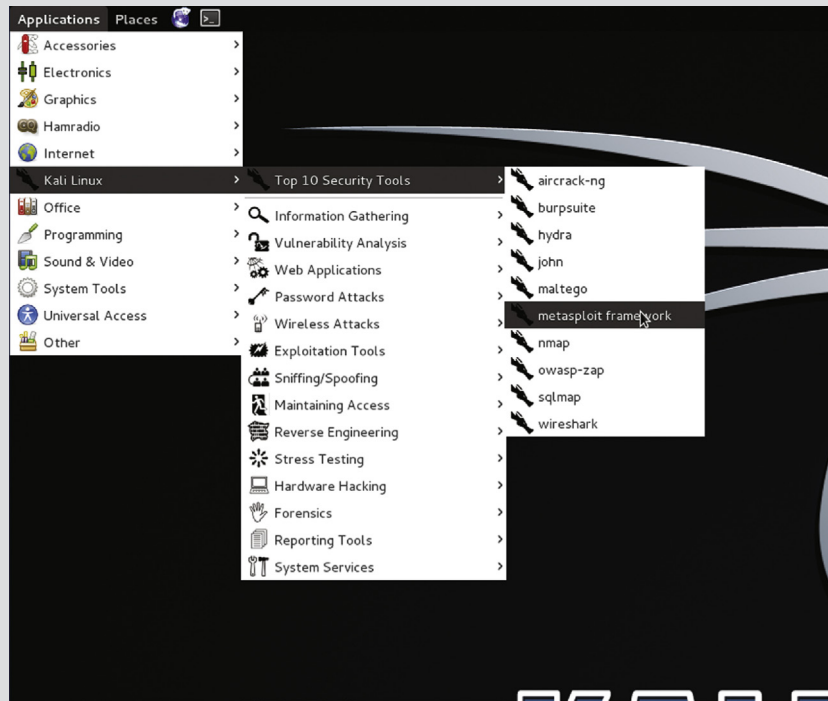 Applications Places
Accessories
Electronics
Graphics
Hamradio
Internet
Kali Linux
Office
Programming
Sound & Video
System Tools
Universal Access
Other
Top 10 Security Tools
Information Gathering
Vulnerability Analysis
Web Applications
Password Attacks
Wireless Attacks
Exploitation Tools
Sniffing/Spoofing
Maintaining Access
Reverse Engineering
Stress Testing
Hardware Hacking
Forensics
Reporting Tools
System Services
aircrack-ng
burpsuite
hydra
john
maltego
metasploit framework
nmap
owasp-zap
sqlmap
wireshark